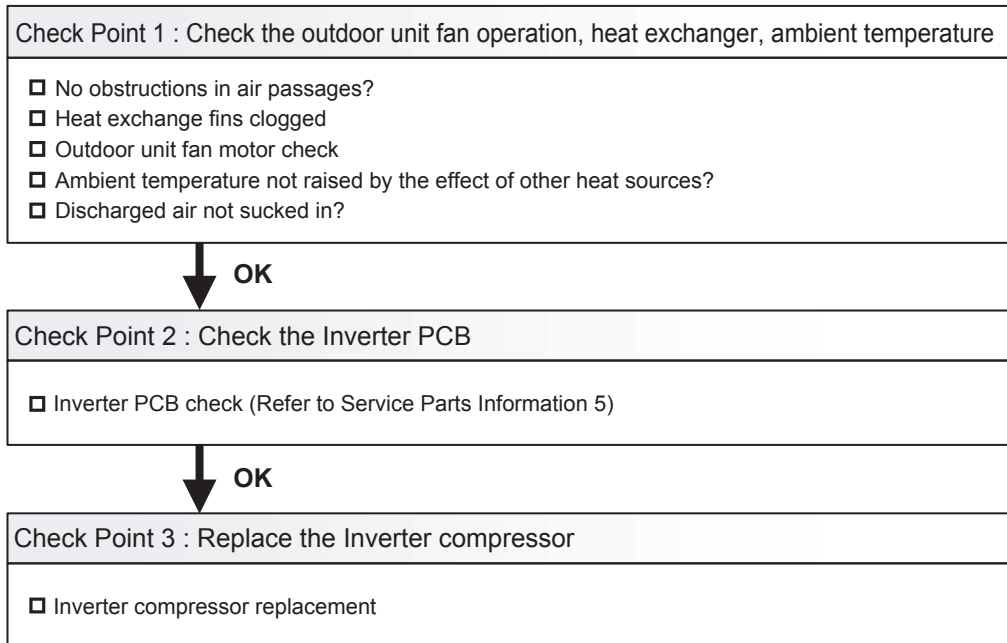 Check Point 1 : Check the outdoor unit fan operation, heat exchanger, ambient temperature
No obstructions in air passages?
Heat exchange fins clogged
Outdoor unit fan motor check
Ambient temperature not raised by the effect of other heat sources?
Discharged air not sucked in?
OK
Check Point 2 : Check the Inverter PCB
Inverter PCB check (Refer to Service Parts Information 5)
OK
Check Point 3 : Replace the Inverter compressor
Inverter compressor replacement